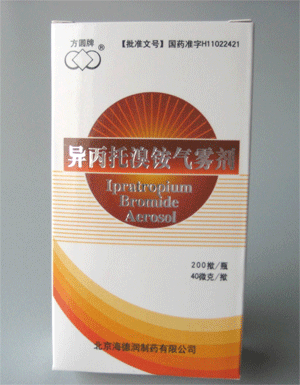 方圆牌
®
【批准文号】国药准字H11022421
异丙托溴铵气雾剂
Ipratropium
Bromide
Aerosol
200揿/瓶
40微克/揿
北京海德润制药有限公司